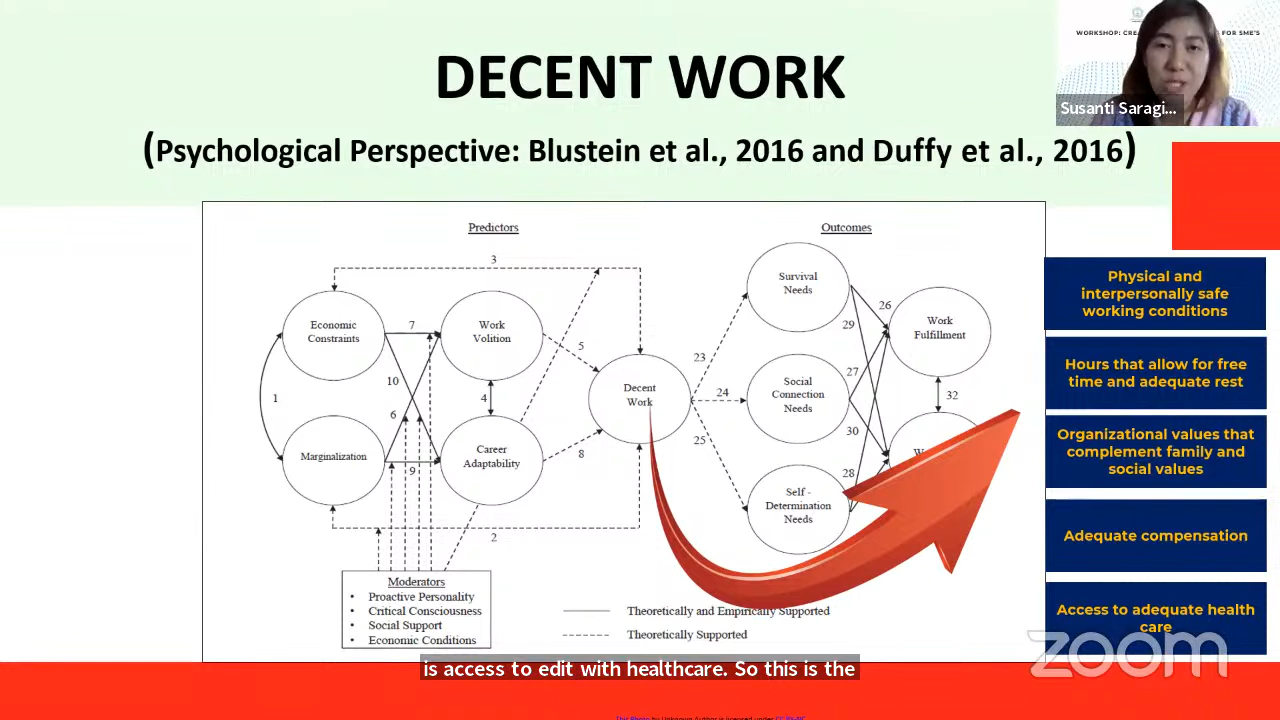 WORKSHOP: FOR SME'S
DECENT WORK
Susanti Saragi...
(Psychological Perspective: Blustein et al., 2016 and Duffy et al., 2016)
Predictors
Outcomes
3
Economic
Constraints
7
Work
Volition
5
1
10
6
4
Marginalization
9
Career
Adaptability
8
2
Decent
Work
23
24
25
Survival
Needs
Social
Connection
Needs
Self -
Determination
Needs
26
29
27
30
28
Work
Fulfillment
32
Moderators
• Proactive Personality
• Critical Consciousness
• Social Support
• Economic Conditions
Theoretically and Empirically Supported
Theoretically Supported
Physical and
interpersonally safe
working conditions
Hours that allow for free
time and adequate rest
Organizational values that
complement family and
social values
Adequate compensation
Access to adequate health
care
zoom
is access to edit with healthcare. So this is the